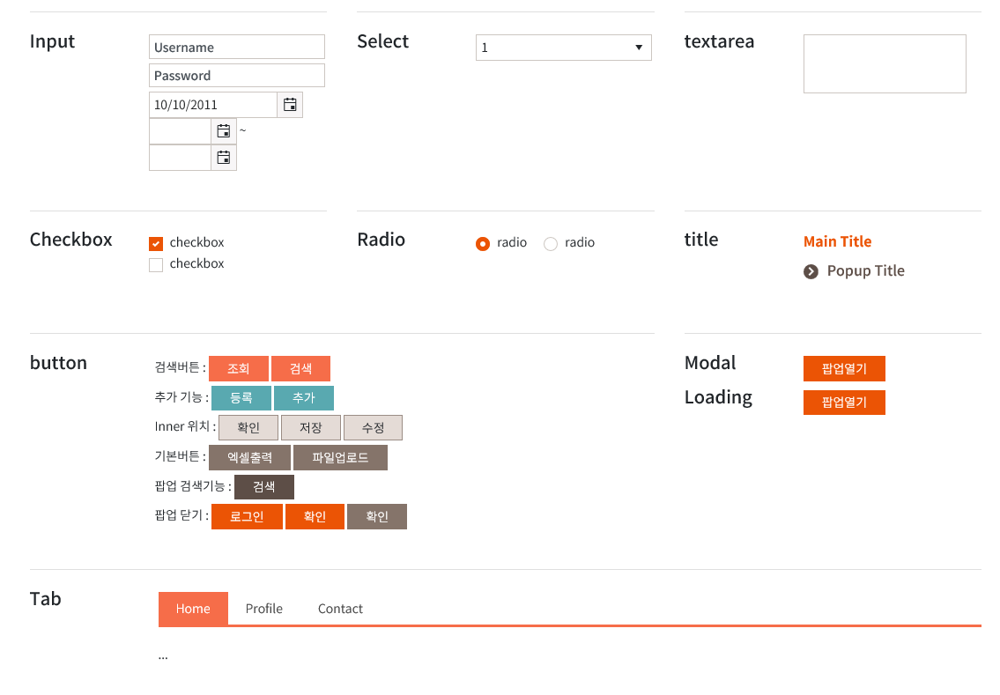 Input
Username
Password
10/10/2011
~
Select
1
textarea
Checkbox
checkbox
checkbox
Radio
radio radio
title
Main Title
Popup Title
button
검색버튼 : 조회 검색
추가 기능 : 등록 추가
Inner 위치 : 확인 저장 수정
기본버튼 : 엑셀출력 파일업로드
팝업 검색기능 : 검색
팝업 닫기 : 로그인 확인 확인
Modal 팝업열기
Loading 팝업열기
Tab
Home Profile Contact
...